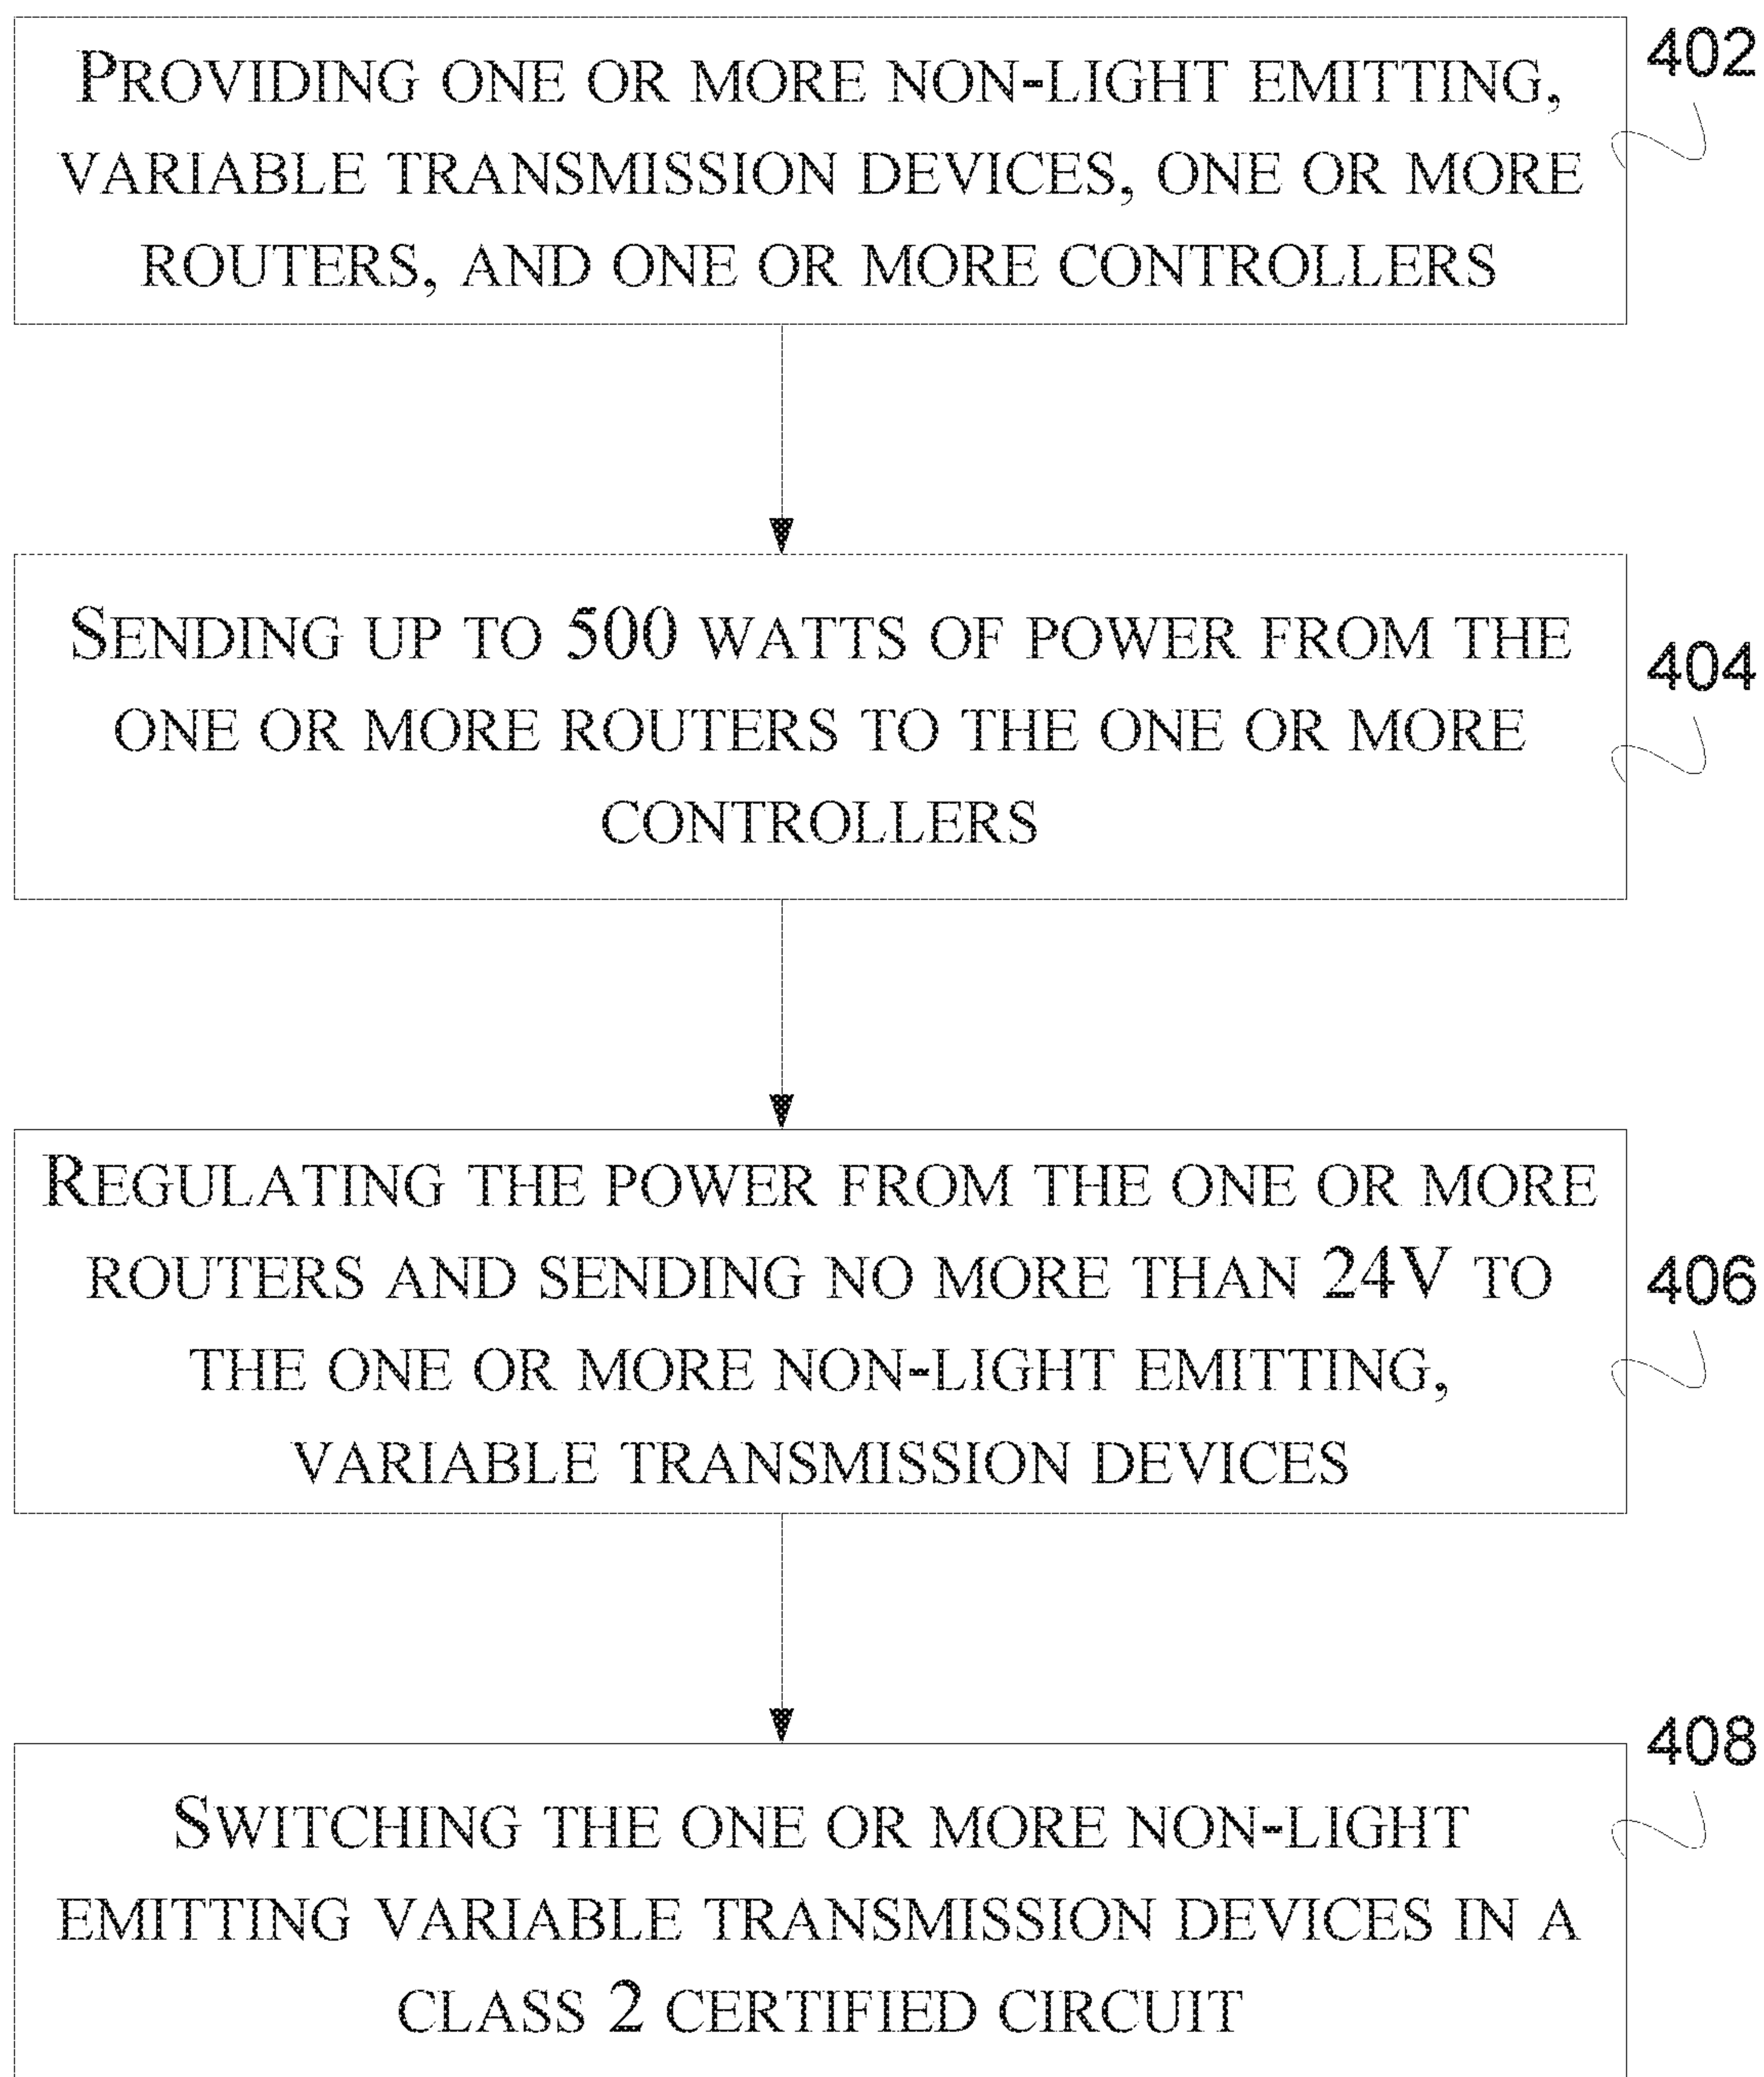 PROVIDING ONE OR MORE NON-LIGHT EMITTING,
VARIABLE TRANSMISSION DEVICES, ONE OR MORE
ROUTERS, AND ONE OR MORE CONTROLLERS
402
SENDING UP TO 500 WATTS OF POWER FROM THE
ONE OR MORE ROUTERS TO THE ONE OR MORE
CONTROLLERS
404
REGULATING THE POWER FROM THE ONE OR MORE
ROUTERS AND SENDING NO MORE THAN 24V TO
THE ONE OR MORE NON-LIGHT EMITTING,
VARIABLE TRANSMISSION DEVICES
406
SWITCHING THE ONE OR MORE NON-LIGHT
EMITTING VARIABLE TRANSMISSION DEVICES IN A
CLASS 2 CERTIFIED CIRCUIT
408